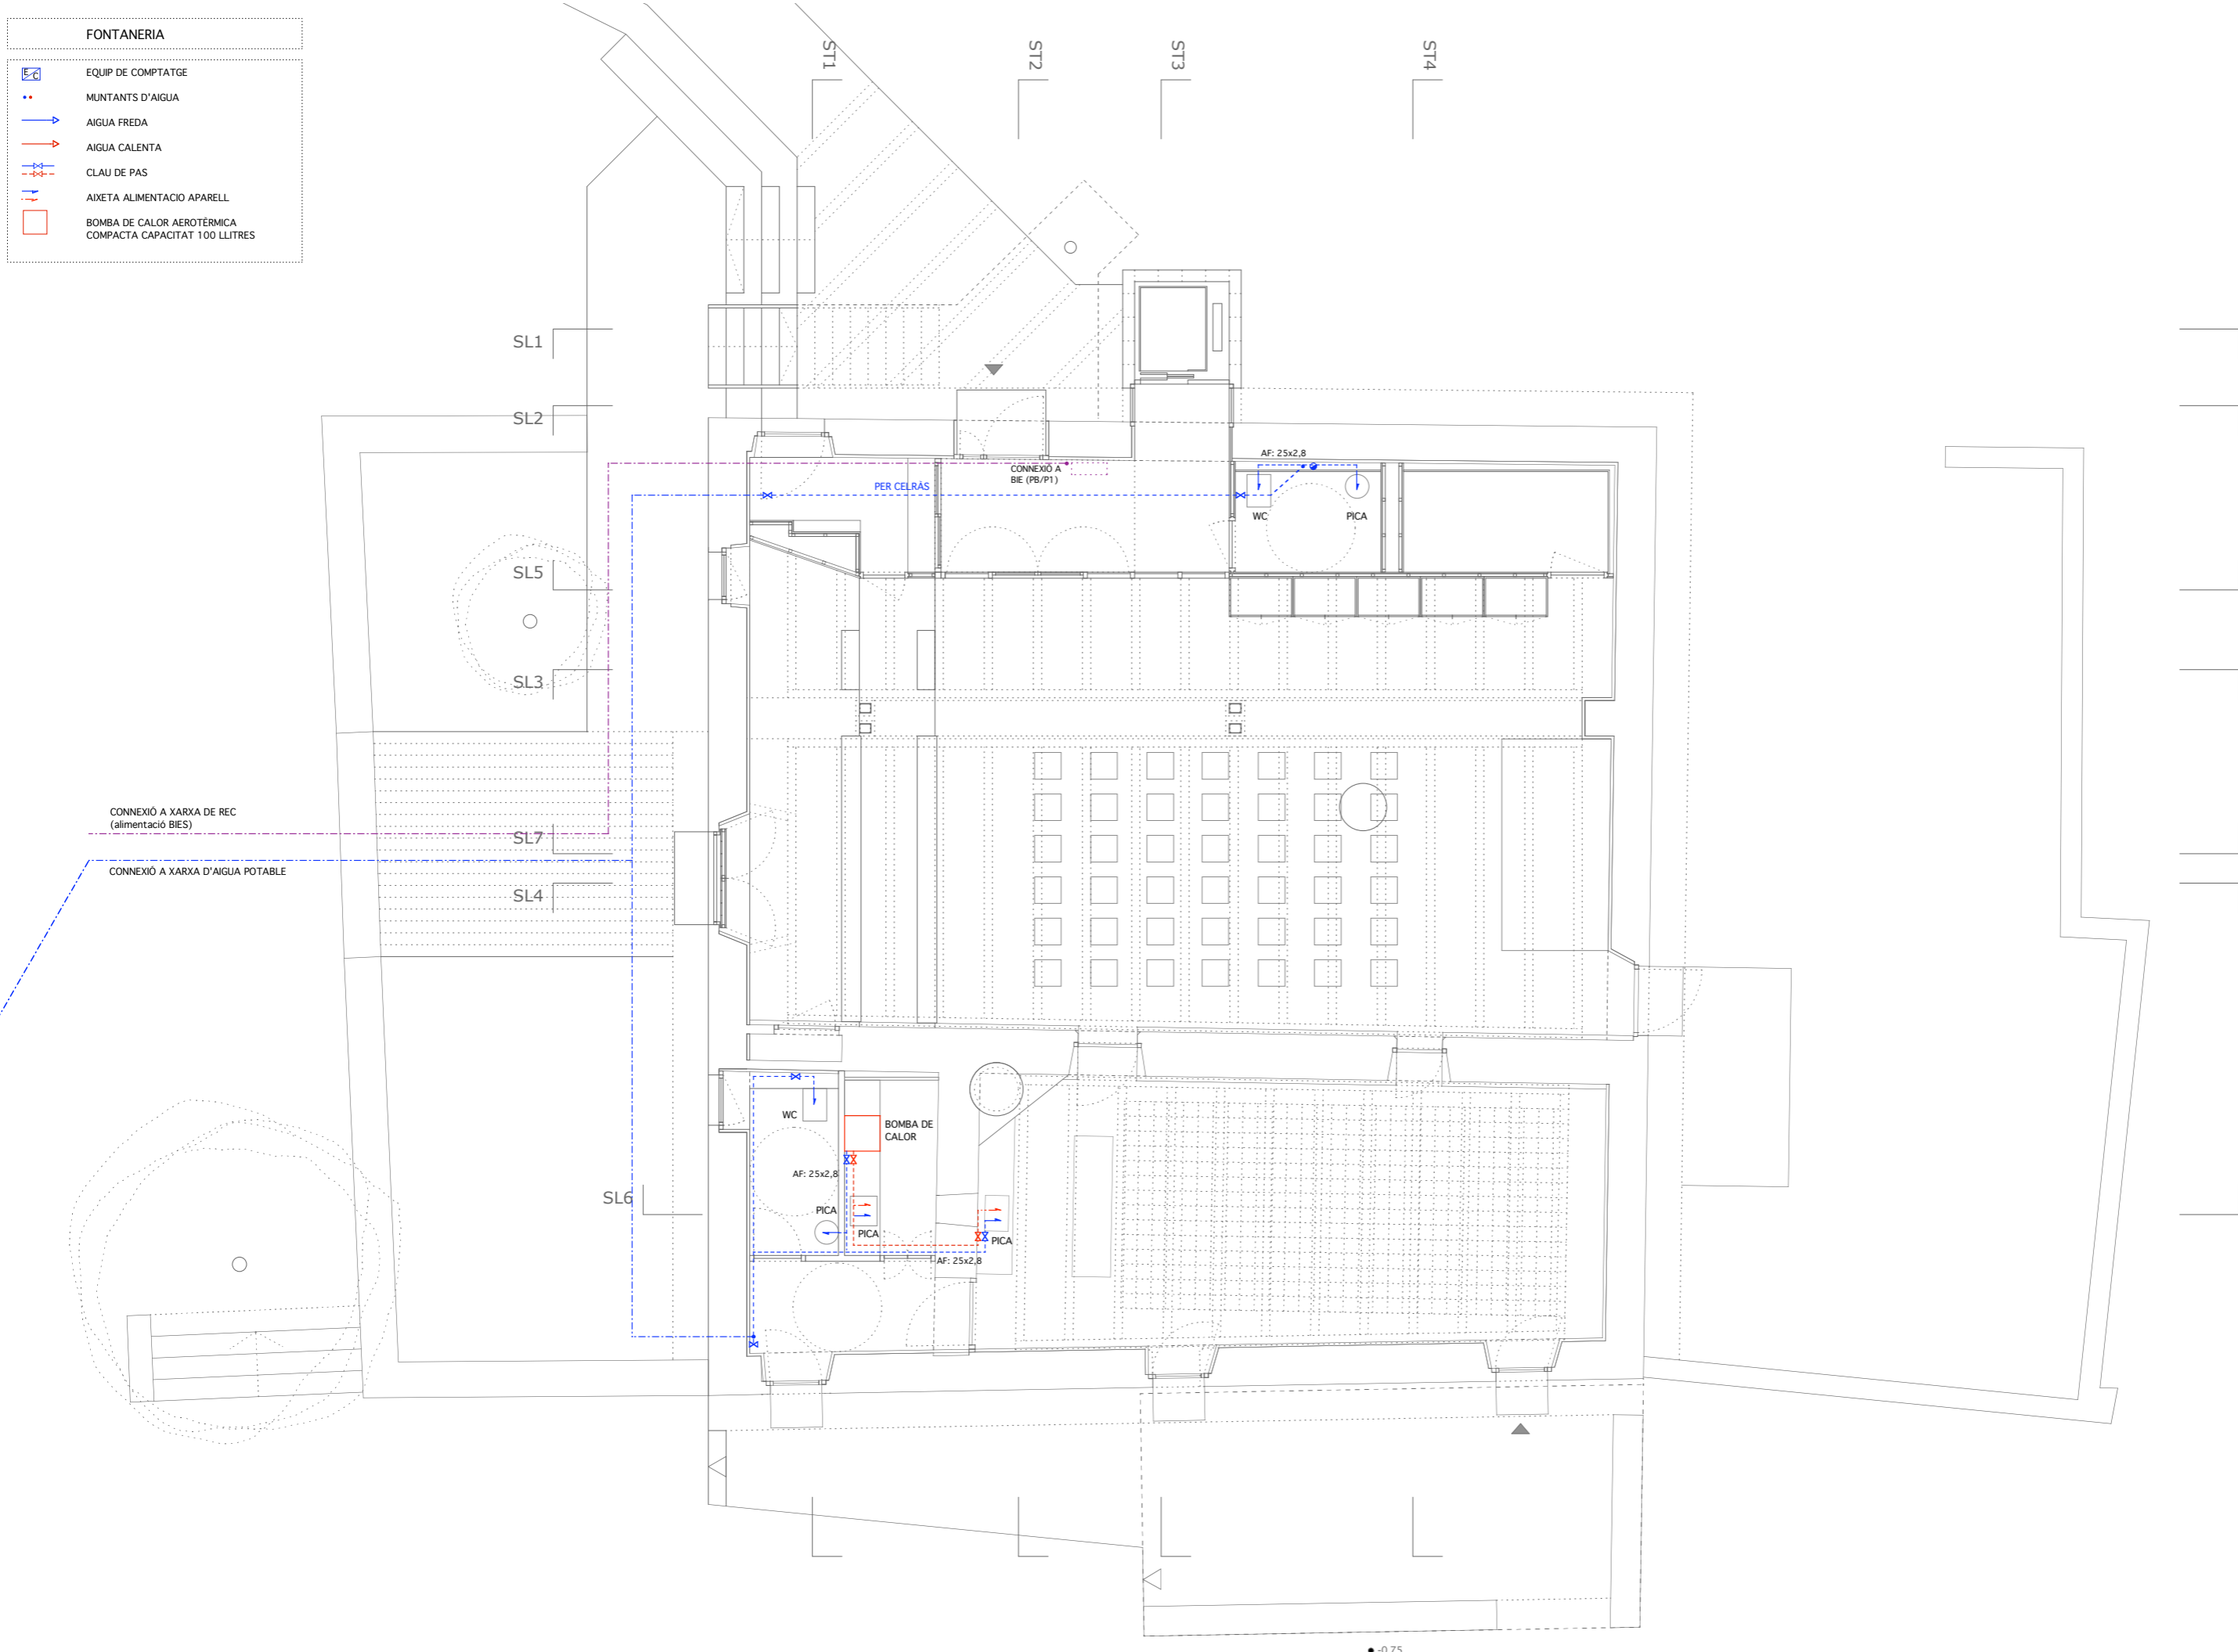 FONTANERIA
E/C
EQUIP DE COMPTATGE
MUNTANTS D'AIGUA
AIGUA FREDA
AIGUA CALENTA
CLAU DE PAS
AIXETA ALIMENTACIO APARELL
BOMBA DE CALOR AEROTÈRMICA
COMPACTA CAPACITAT 100 LLITRES
ST1
ST2
ST3
ST4
SL1
SL2
AF: 25x2,8
CONNEXIÓ A
BIE (PB/P1)
PER CELRÀS
WC
PICA
SL5
SL3
CONNEXIÓ A XARXA DE REC
(alimentació BIES)
SL7
CONNEXIÓ A XARXA D'AIGUA POTABLE
SL4
WC
BOMBA DE
CALOR
AF: 25x2,8
SL6
PICA
PICA
PICA
AF: 25x2,8
-0.75